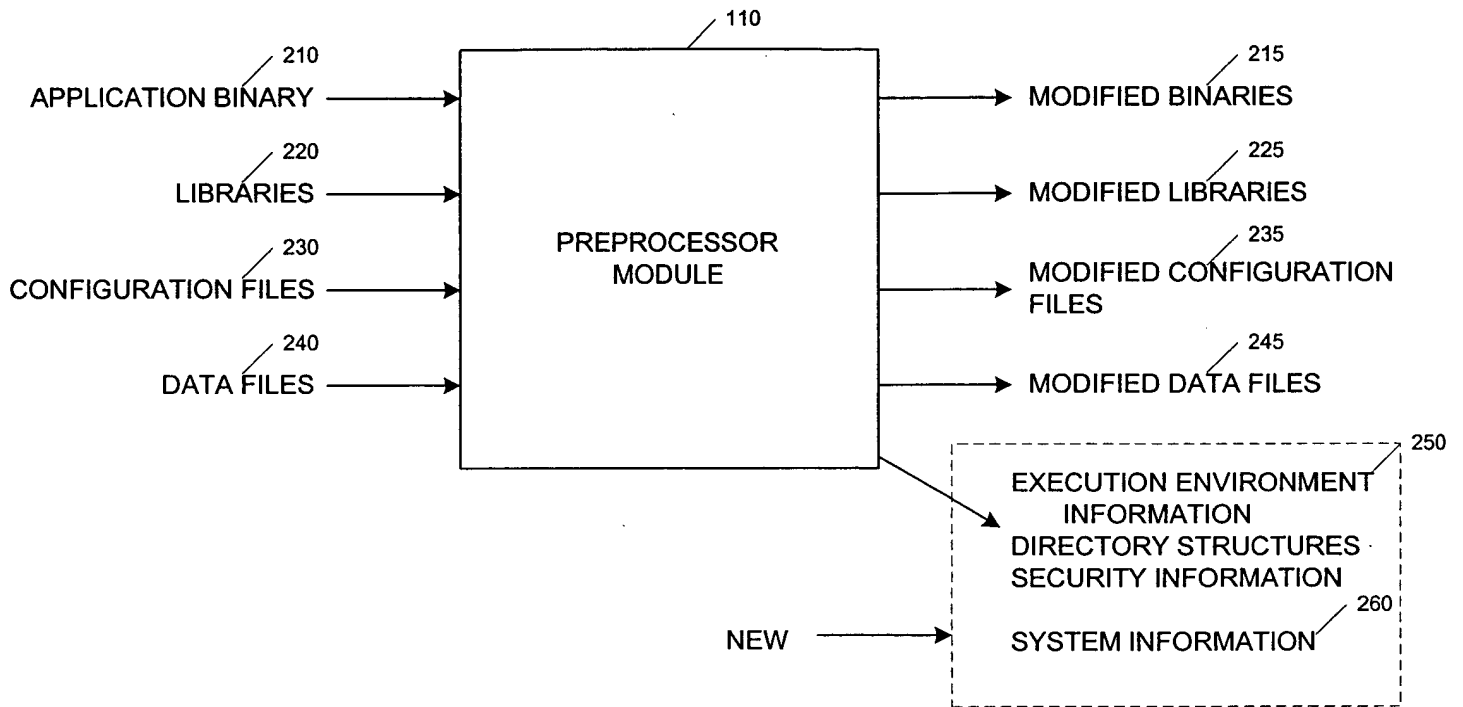 110
210
APPLICATION BINARY
215
MODIFIED BINARIES
220
LIBRARIES
225
MODIFIED LIBRARIES
PREPROCESSOR
MODULE
230
CONFIGURATION FILES
235
MODIFIED CONFIGURATION
FILES
240
DATA FILES
245
MODIFIED DATA FILES
250
EXECUTION ENVIRONMENT
INFORMATION
DIRECTORY STRUCTURES
SECURITY INFORMATION
260
NEW
SYSTEM INFORMATION